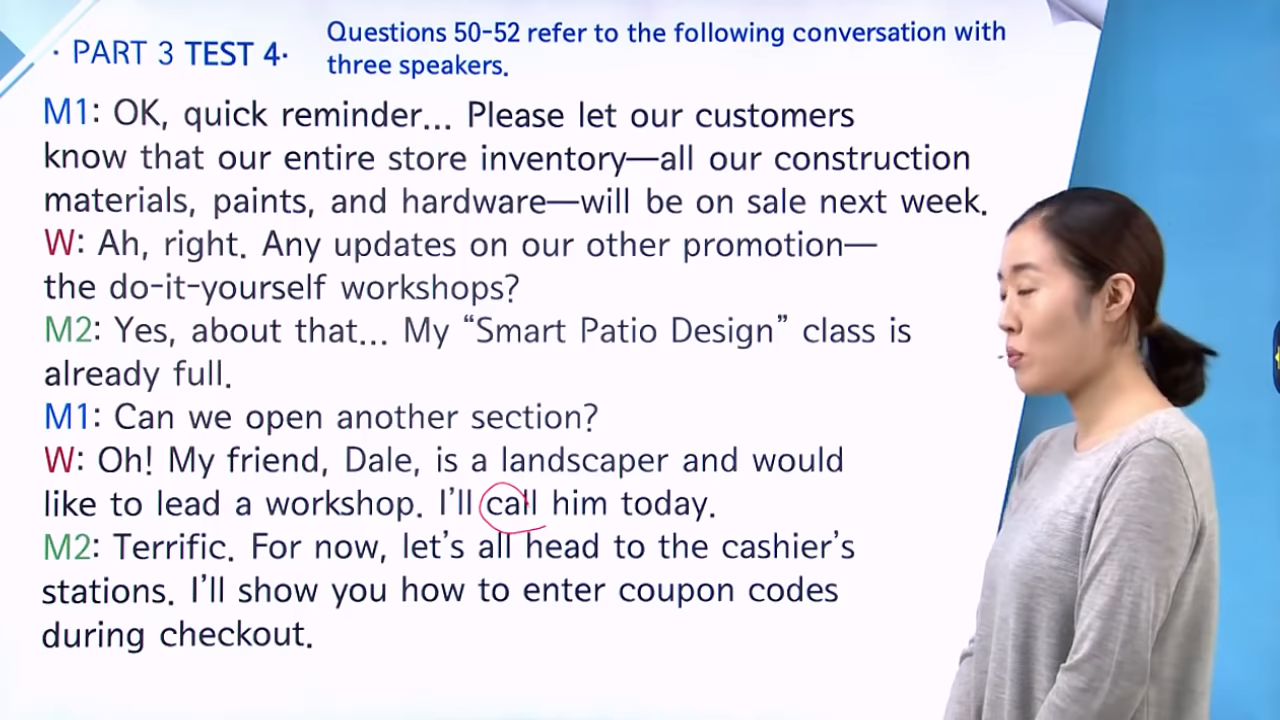 · PART 3 TEST 4·
Questions 50-52 refer to the following conversation with
three speakers.
M1: OK, quick reminder... Please let our customers
know that our entire store inventory—all our construction
materials, paints, and hardware—will be on sale next week.
W: Ah, right. Any updates on our other promotion—
the do-it-yourself workshops?
M2: Yes, about that... My “Smart Patio Design” class is
already full.
M1: Can we open another section?
W: Oh! My friend, Dale, is a landscaper and would
like to lead a workshop. I’ll call him today.
M2: Terrific. For now, let’s all head to the cashier’s
stations. I’ll show you how to enter coupon codes
during checkout.